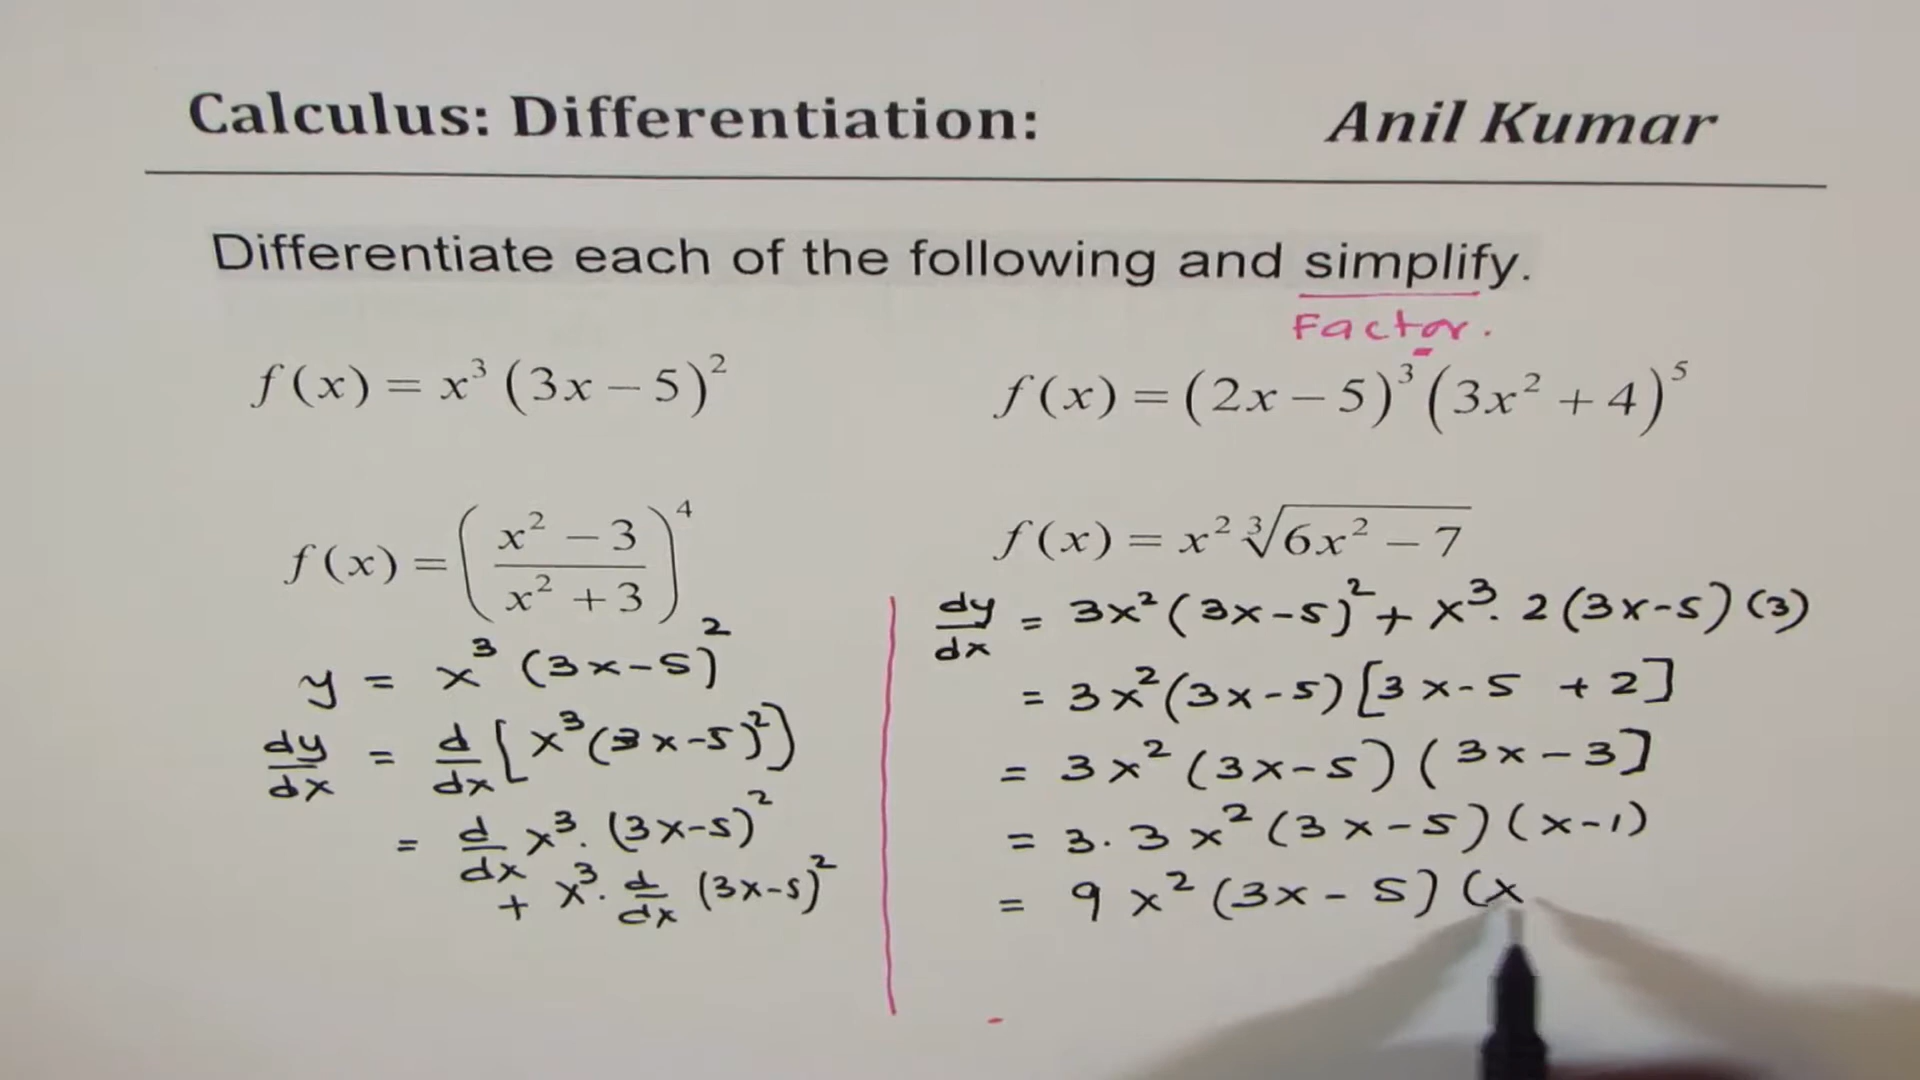 Calculus: Differentiation: Anil Kumar
Differentiate each of the following and simplify.
Factor.
f(x) = x³ (3x − 5)²
f(x) = (2x − 5)³ (3x² + 4)⁵
f(x) = ((x² − 3)/(x² + 3))⁴
f(x) = x² ∛(6x² − 7)
y = x³ (3x-5)²
dy/dx = d/dx [x³(3x-5)²]
= d/dx x³. (3x-5)²
+ x³. d/dx (3x-5)²
dy/dx = 3x²(3x-5)² + x³. 2(3x-5)(3)
= 3x²(3x-5)[3x-5 +2]
= 3x² (3x-5) (3x-3]
= 3. 3x² (3x-5)(x-1)
= 9x² (3x-5) (x